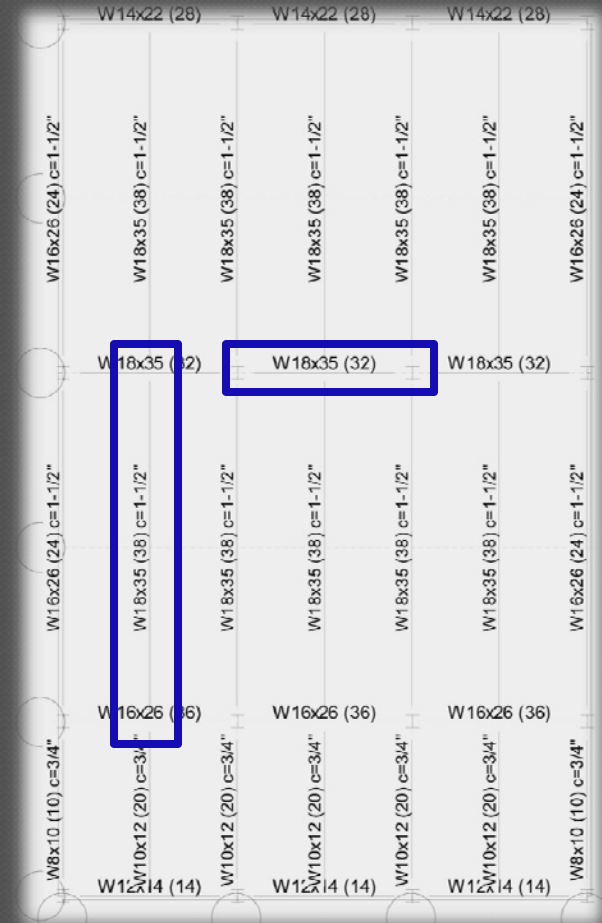 W14x22 (28) W14x22 (28) W14x22 (28)
W16x26 (24) c=1-1/2" W18x35 (38) c=1-1/2" W18x35 (38) c=1-1/2" W18x35 (38) c=1-1/2" W18x35 (38) c=1-1/2" W18x35 (38) c=1-1/2" W16x26 (24) c=1-1/2"
W18x35 (32) W18x35 (32) W18x35 (32)
W16x26 (24) c=1-1/2" W18x35 (38) c=1-1/2" W18x35 (38) c=1-1/2" W18x35 (38) c=1-1/2" W18x35 (38) c=1-1/2" W18x35 (38) c=1-1/2" W16x26 (24) c=1-1/2"
W16x26 (36) W16x26 (36) W16x26 (36)
W8x10 (10) c=3/4" W10x12 (20) c=3/4" W10x12 (20) c=3/4" W10x12 (20) c=3/4" W10x12 (20) c=3/4" W10x12 (20) c=3/4" W8x10 (10) c=3/4"
W12x14 (14) W12x14 (14) W12x14 (14)